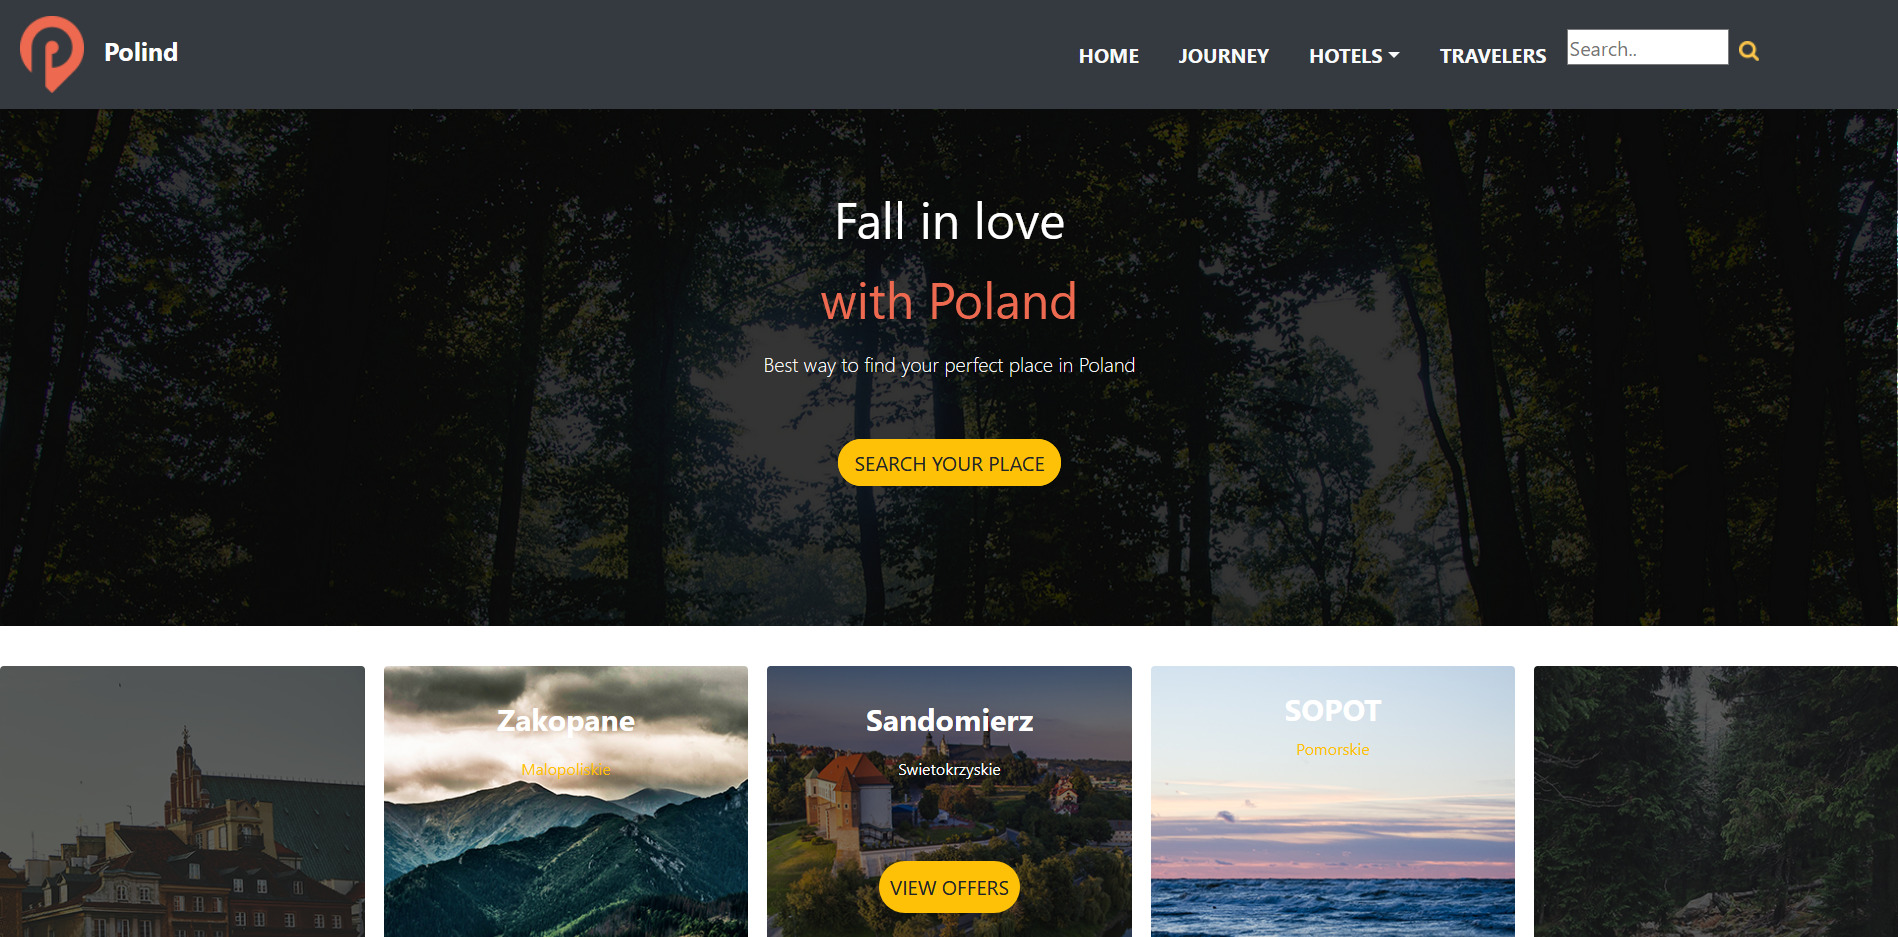 Polind
HOME
JOURNEY
HOTELS
TRAVELERS
Search..
Fall in love
with Poland
Best way to find your perfect place in Poland
SEARCH YOUR PLACE
Zakopane
Malopoliskie
Sandomierz
Swietokrzyskie
VIEW OFFERS
SOPOT
Pomorskie